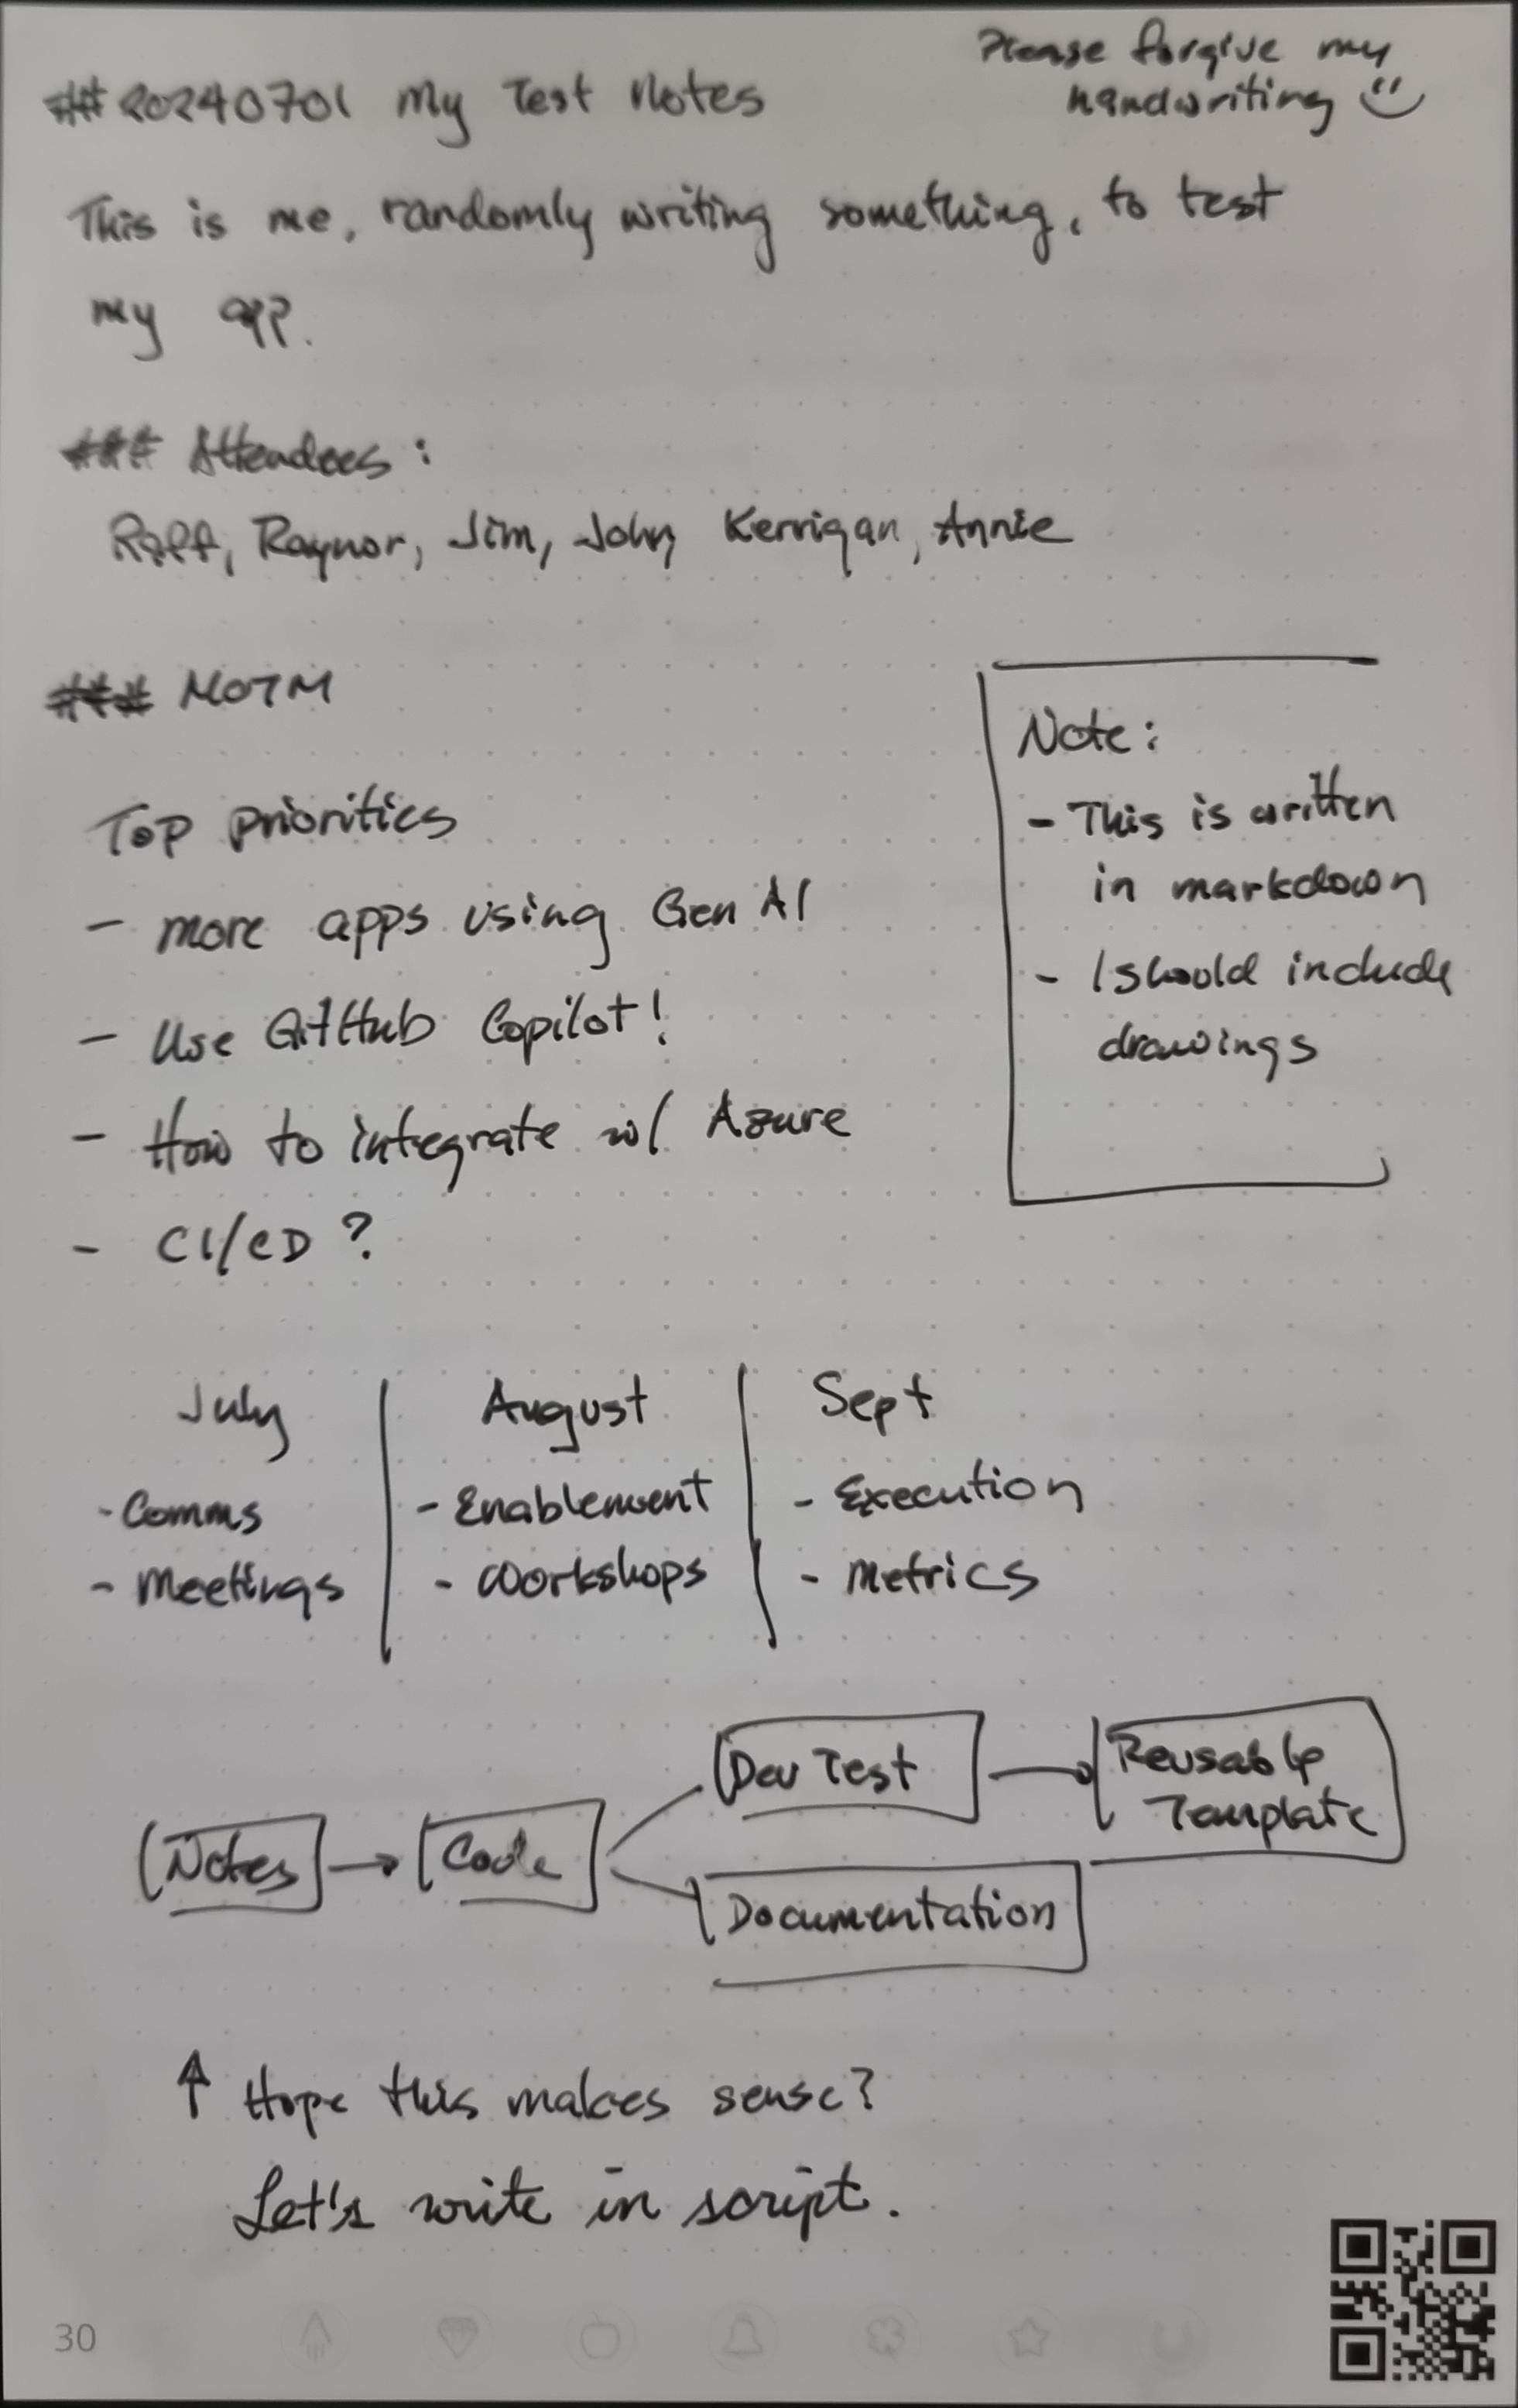 Please forgive my
handwriting
## 20240701 My Test Notes
This is me, randomly writing something, to test
my app.
### Attendees:
Raff, Raynor, Jim, John, Kerrigan, Annie
### MOTM
Top priorities
- more apps using Gen AI
- Use GitHub Copilot!
- How to integrate w/ Azure
- CI/CD?
Note:
- This is written
in markdown
- I should include
drawings
July
- Comms
- Meetings
August
- Enablement
- Workshops
Sept
- Execution
- Metrics
Notes
Code
Dev Test
Reusable
Template
Documentation
↑ Hope this makes sense?
Let's write in script.
30